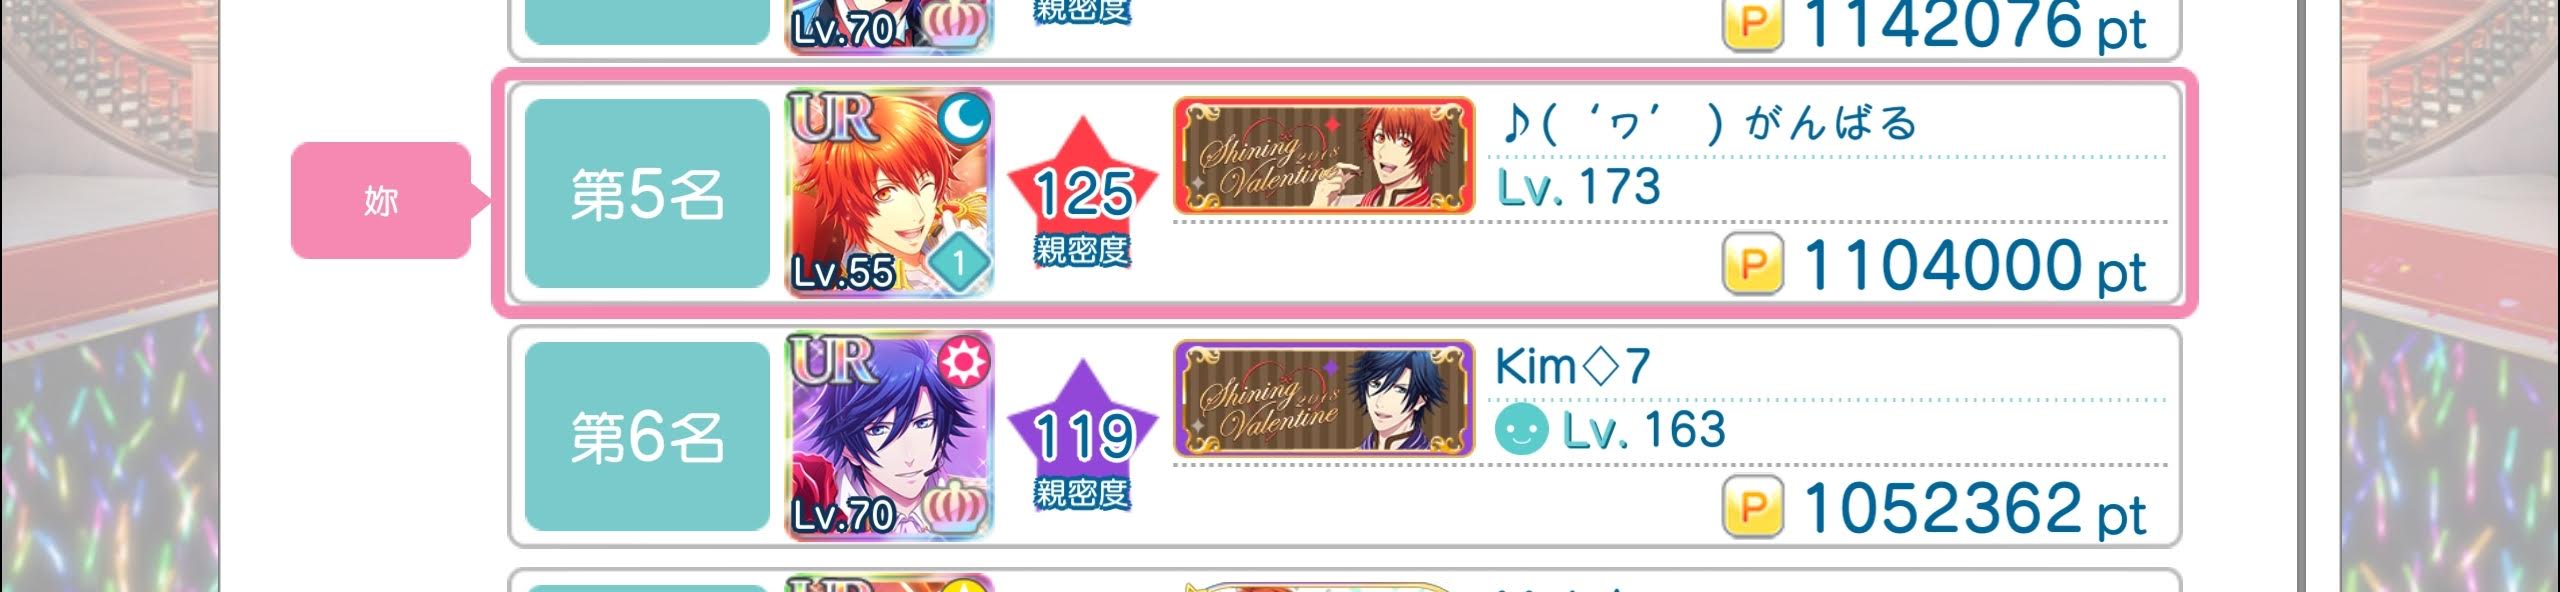 Lv.70
親密度
P 1142076 pt
妳
第5名
UR
Lv.55
1
125
親密度
Shining 2018
Valentine
♪( ‘ヮ’ )がんばる
Lv. 173
P 1104000 pt
第6名
UR
Lv.70
119
親密度
Shining 2018
Valentine
Kim◇7
Lv. 163
P 1052362 pt
UR